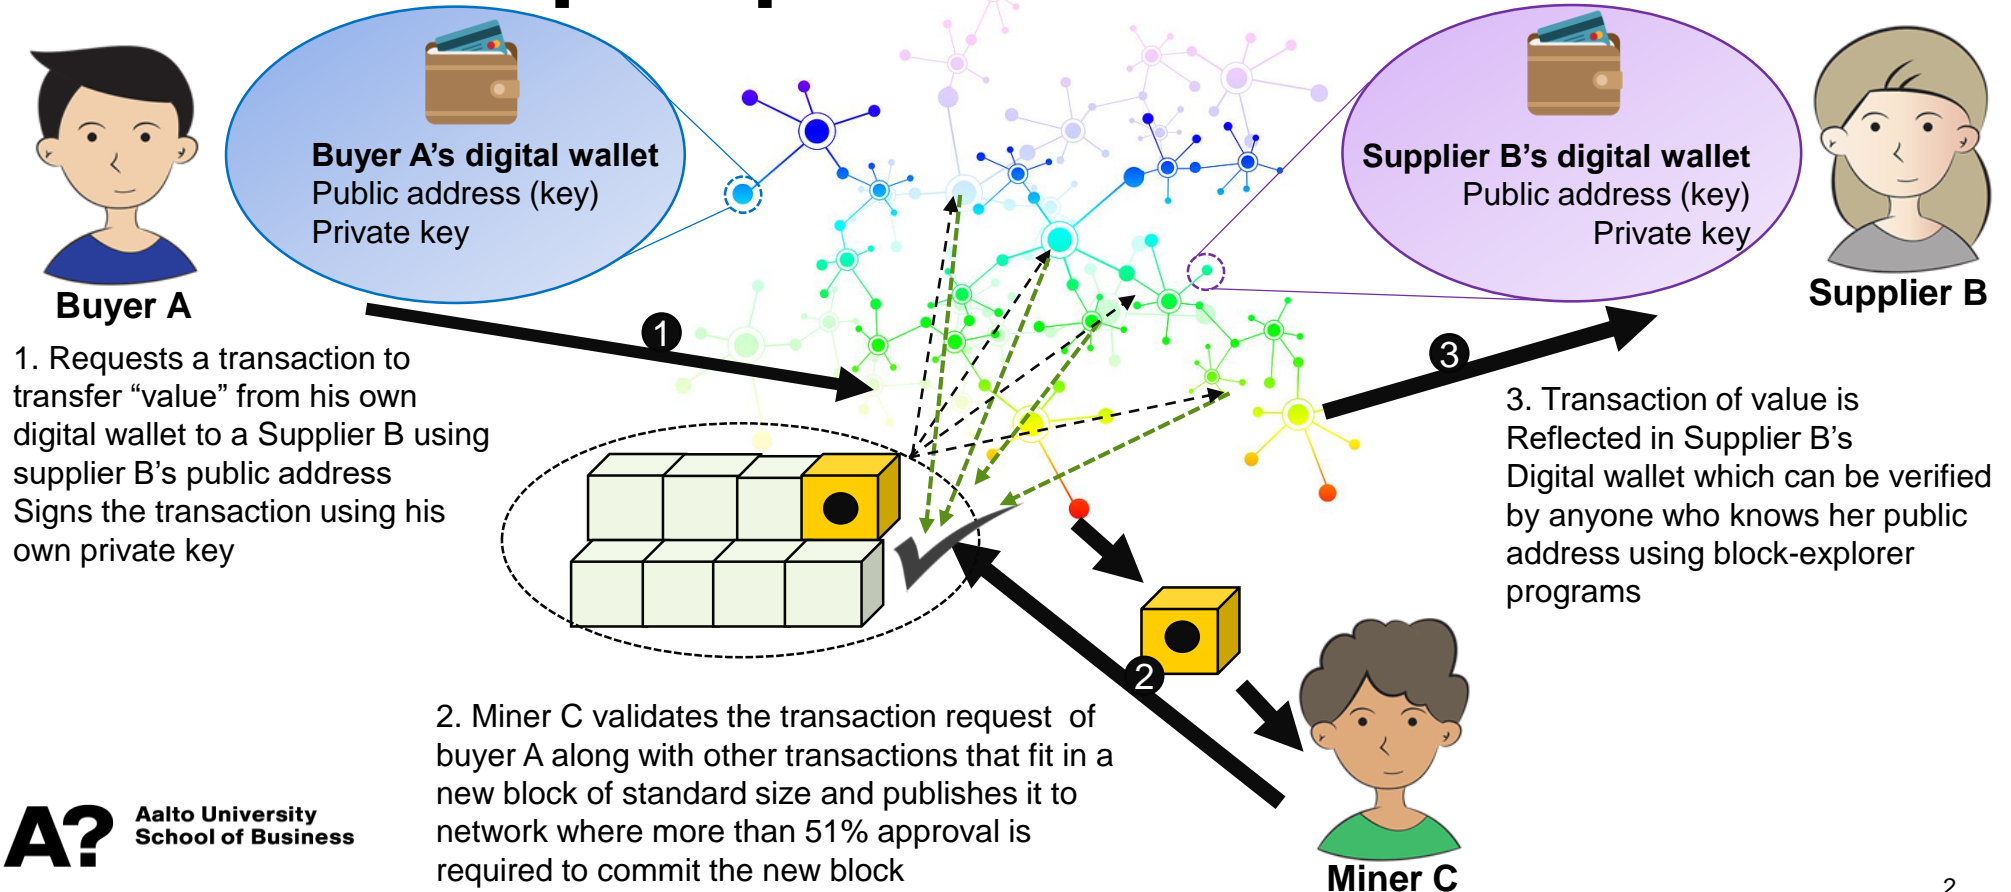 Buyer A's digital wallet
Public address (key)
Private key
Supplier B's digital wallet
Public address (key)
Private key
Buyer A
Supplier B
1
1. Requests a transaction to
transfer “value” from his own
digital wallet to a Supplier B using
supplier B's public address
Signs the transaction using his
own private key
3
3. Transaction of value is
Reflected in Supplier B's
Digital wallet which can be verified
by anyone who knows her public
address using block-explorer
programs
2
2. Miner C validates the transaction request  of
buyer A along with other transactions that fit in a
new block of standard size and publishes it to
network where more than 51% approval is
required to commit the new block
Miner C
A?
Aalto University
School of Business
2